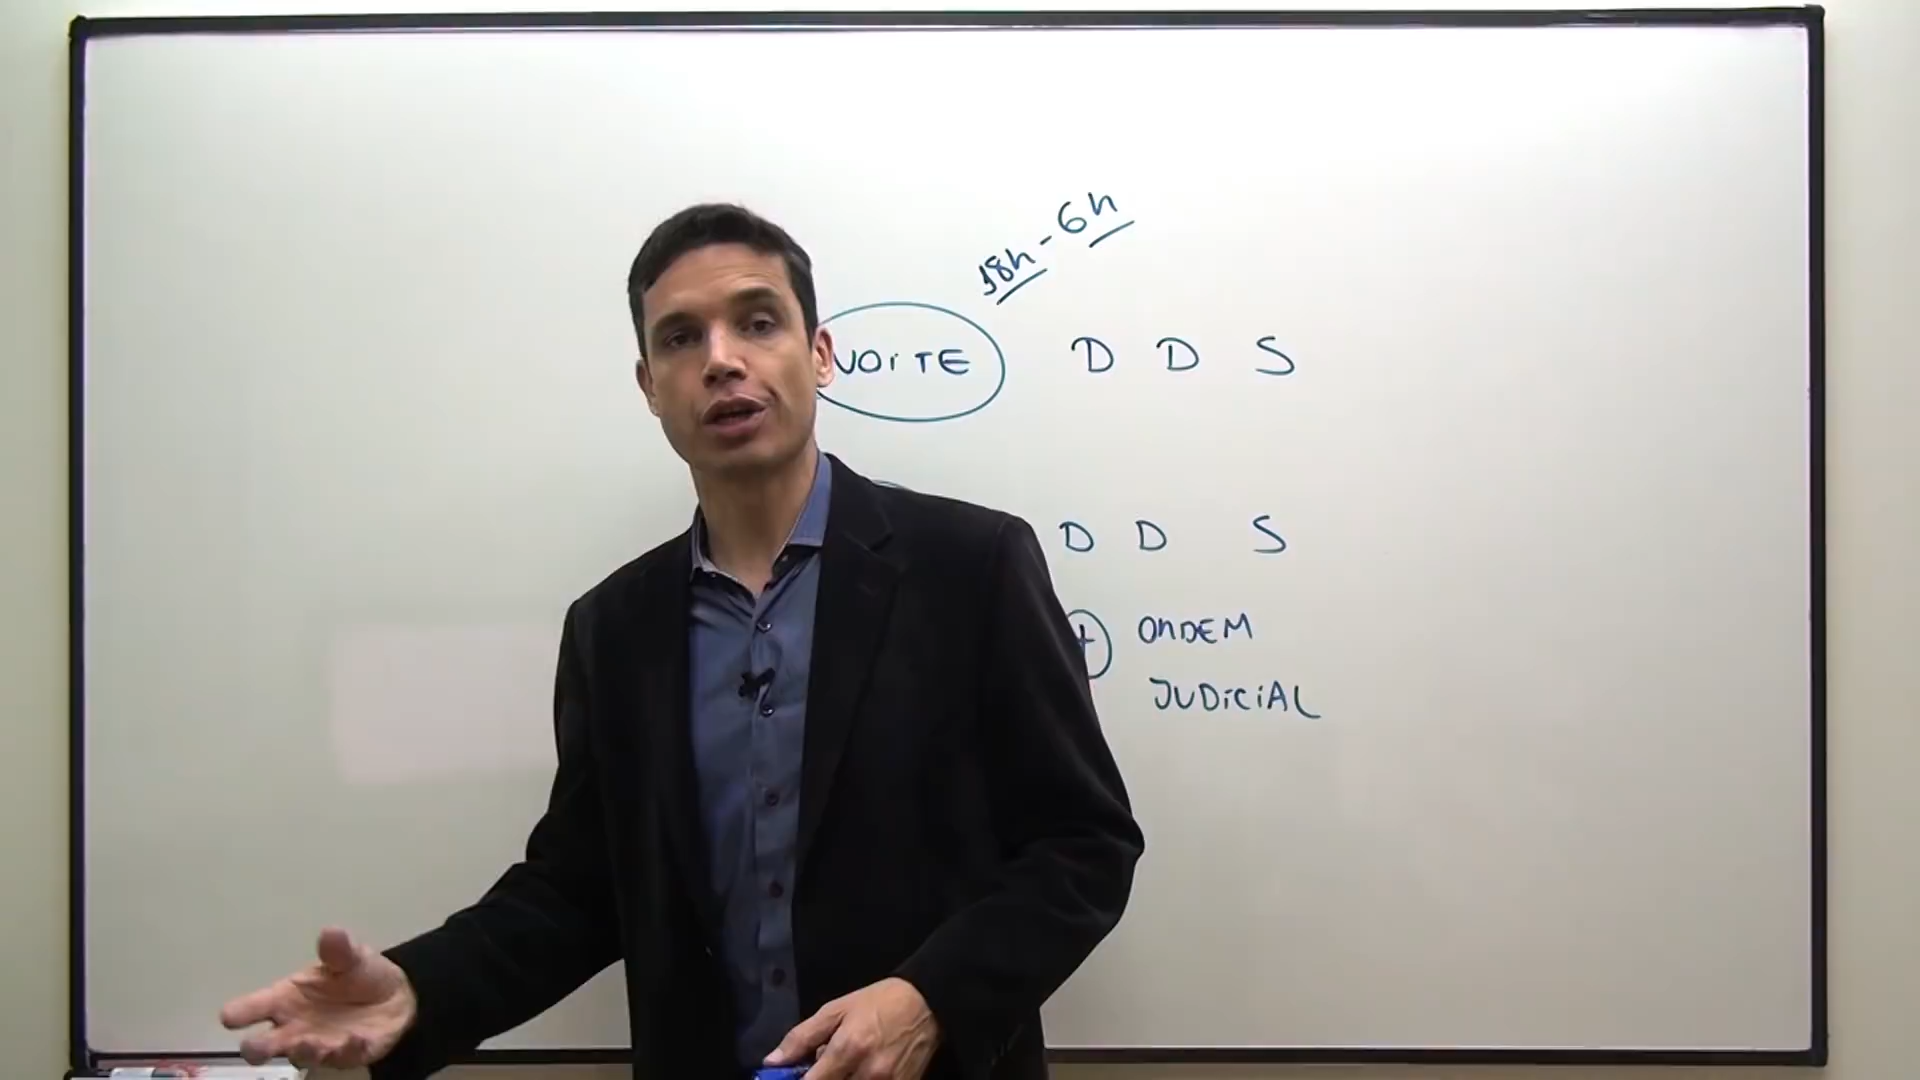 18h - 6h
NOITE D D S
D D S
+ ORDEM
JUDICIAL